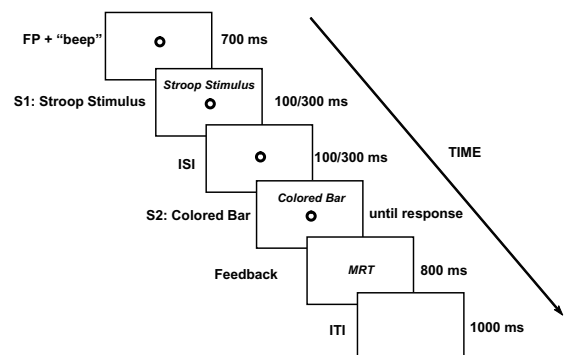 FP + “beep”
700 ms
Stroop Stimulus
S1: Stroop Stimulus
100/300 ms
ISI
100/300 ms
TIME
Colored Bar
S2: Colored Bar
until response
Feedback
MRT
800 ms
ITI
1000 ms